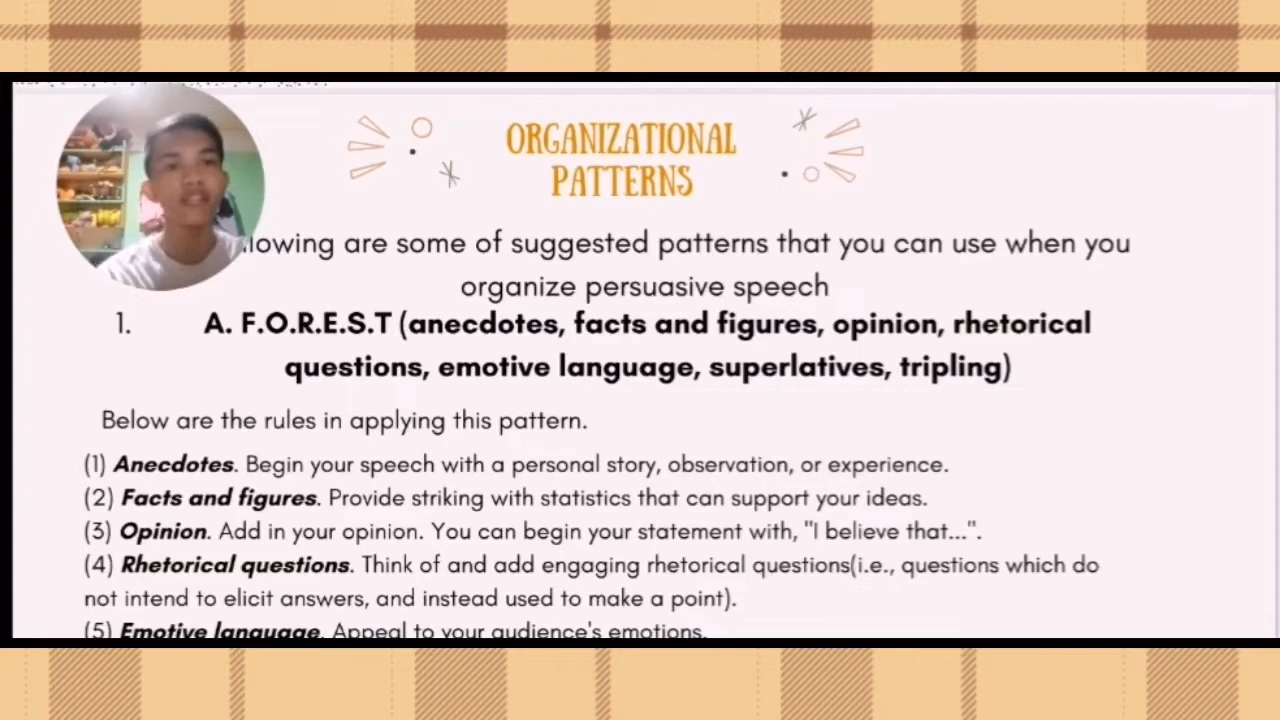 ORGANIZATIONAL
PATTERNS
lowing are some of suggested patterns that you can use when you
organize persuasive speech
1. A. F.O.R.E.S.T (anecdotes, facts and figures, opinion, rhetorical
questions, emotive language, superlatives, tripling)
Below are the rules in applying this pattern.
(1) Anecdotes. Begin your speech with a personal story, observation, or experience.
(2) Facts and figures. Provide striking with statistics that can support your ideas.
(3) Opinion. Add in your opinion. You can begin your statement with, "I believe that...".
(4) Rhetorical questions. Think of and add engaging rhetorical questions(i.e., questions which do
not intend to elicit answers, and instead used to make a point).
(5) Emotive language. Appeal to your audience's emotions.